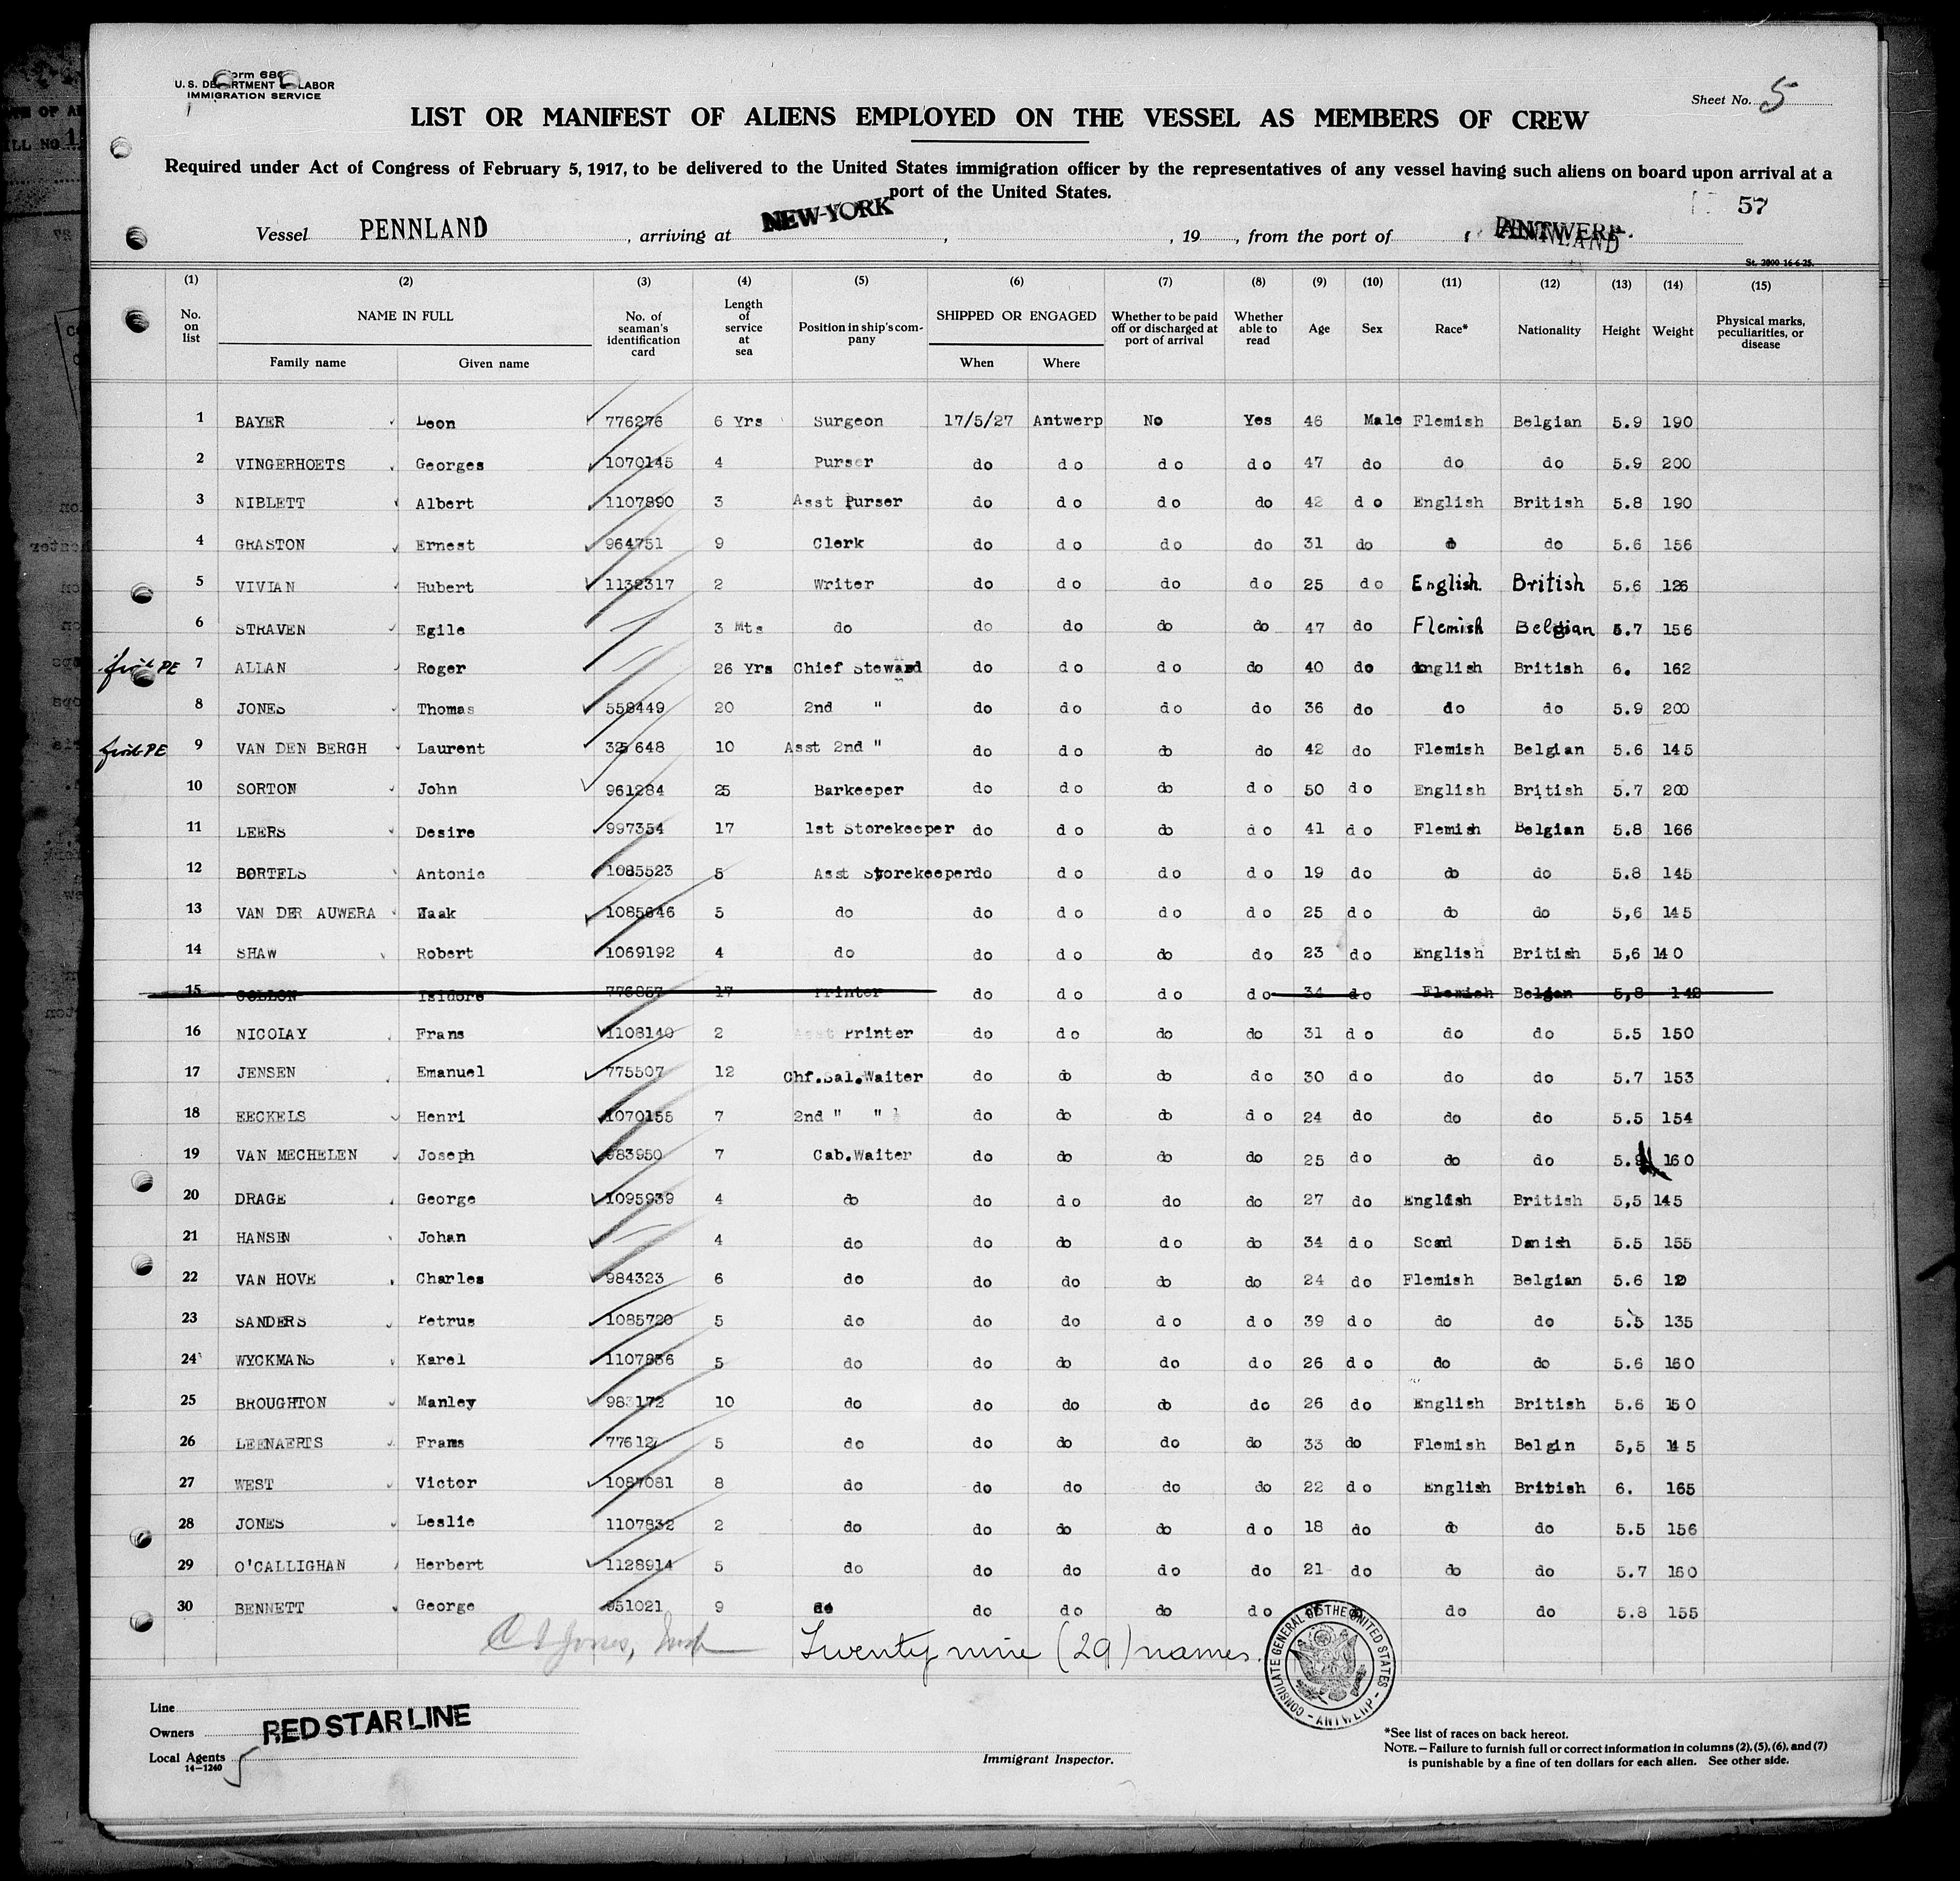 Form 680
U. S. DEPARTMENT LABOR
IMMIGRATION SERVICE
Sheet No. 5
LIST OR MANIFEST OF ALIENS EMPLOYED ON THE VESSEL AS MEMBERS OF CREW
Required under Act of Congress of February 5, 1917, to be delivered to the United States immigration officer by the representatives of any vessel having such aliens on board upon arrival at a
port of the United States.
57
Vessel PENNLAND , arriving at NEW-YORK , , 19 , from the port of ANTWERP.
St. 2000 16-6-25.
(1) (2) (3) (4) (5) (6) (7) (8) (9) (10) (11) (12) (13) (14) (15)
No. on list NAME IN FULL Family name Given name No. of seaman's identification card Length of service at sea Position in ship's company SHIPPED OR ENGAGED When Where Whether to be paid off or discharged at port of arrival Whether able to read Age Sex Race* Nationality Height Weight Physical marks, peculiarities, or disease
1 BAYER Leon 776276 6 Yrs Surgeon 17/5/27 Antwerp No Yes 46 Male Flemish Belgian 5.9 190
2 VINGERHOETS Georges 1070145 4 Purser do do do do 47 do do do 5.9 200
3 NIBLETT Albert 1107890 3 Asst Purser do do do do 42 do English British 5.8 190
4 GRASTON Ernest 964751 9 Clerk do do do do 31 do do do 5.6 156
5 VIVIAN Hubert 1132317 2 Writer do do do do 25 do English British 5.6 126
6 STRAVEN Egile 3 Mts do do do do do 47 do Flemish Belgian 5.7 156
7 ALLAN Roger 26 Yrs Chief Steward do do do do 40 do English British 6. 162
8 JONES Thomas 558449 20 2nd " do do do do 36 do do do 5.9 200
9 VAN DEN BERGH Laurent 325648 10 Asst 2nd " do do do do 42 do Flemish Belgian 5.6 145
10 SORTON John 961284 25 Barkeeper do do do do 50 do English British 5.7 200
11 LEERS Desire 997354 17 1st Storekeeper do do do do 41 do Flemish Belgian 5.8 166
12 BORTELS Antonie 1085523 5 Asst Storekeeper do do do do 19 do do do 5.8 145
13 VAN DER AUWERA Isaak 1085646 5 do do do do do 25 do do do 5,6 145
14 SHAW Robert 1069192 4 do do do do do 23 do English British 5,6 140
15 Isidore 776857 17 Printer do do do do 34 do Flemish Belgan 5,8 148
16 NICOLAY Frans 1108140 2 Asst Printer do do do do 31 do do do 5.5 150
17 JENSEN Emanuel 775507 12 Chf.Sal.Waiter do do do do 30 do do do 5.7 153
18 EECKELS Henri 1070155 7 2nd " " do do do do 24 do do do 5.5 154
19 VAN MECHELEN Joseph 983950 7 Cab.Waiter do do do do 25 do do do 160
20 DRAGE George 1095939 4 do do do do do 27 do English British 5,5 145
21 HANSEN Johan 4 do do do do do 34 do Scad Danish 5.5 155
22 VAN HOVE Charles 984323 6 do do do do do 24 do Flemish Belgian 5.6
23 SANDERS Petrus 1085720 5 do do do do do 39 do do do 5.5 135
24 WYCKMANS Karel 1107836 5 do do do do do 26 do do do 5.6 160
25 BROUGHTON Manley 983172 10 do do do do do 26 do English British 5.6 150
26 LEENAERTS Frans 5 do do do do do 33 do Flemish Belgin 5,5 145
27 WEST Victor 1087081 8 do do do do do 22 do English British 6. 165
28 JONES Leslie 1107832 2 do do do do do 18 do do do 5.5 156
29 O'CALLIGHAN Herbert 1128914 5 do do do do do 21 do do do 5.7 160
30 BENNETT George 951021 9 do do do do do do do 5.8 155
Twenty nine (29) names.
CONSULATE GENERAL OF THE UNITED STATES - ANTWERP -
Line
Owners RED STAR LINE
Local Agents
14-1240
Immigrant Inspector.
*See list of races on back hereof.
NOTE.—Failure to furnish full or correct information in columns (2), (5), (6), and (7)
is punishable by a fine of ten dollars for each alien. See other side.